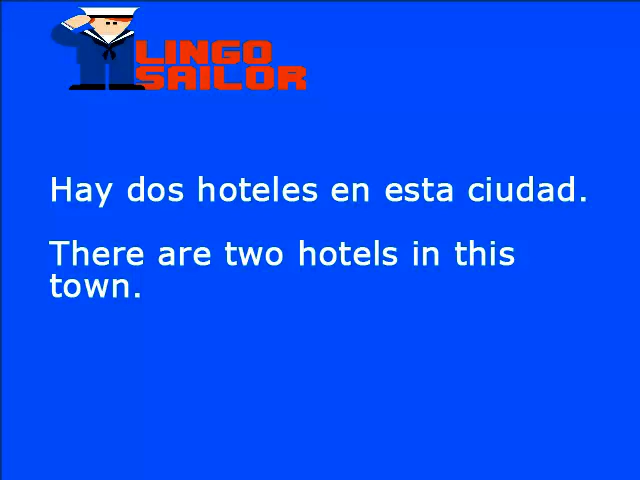 LINGO
SAILOR
Hay dos hoteles en esta ciudad.
There are two hotels in this
town.